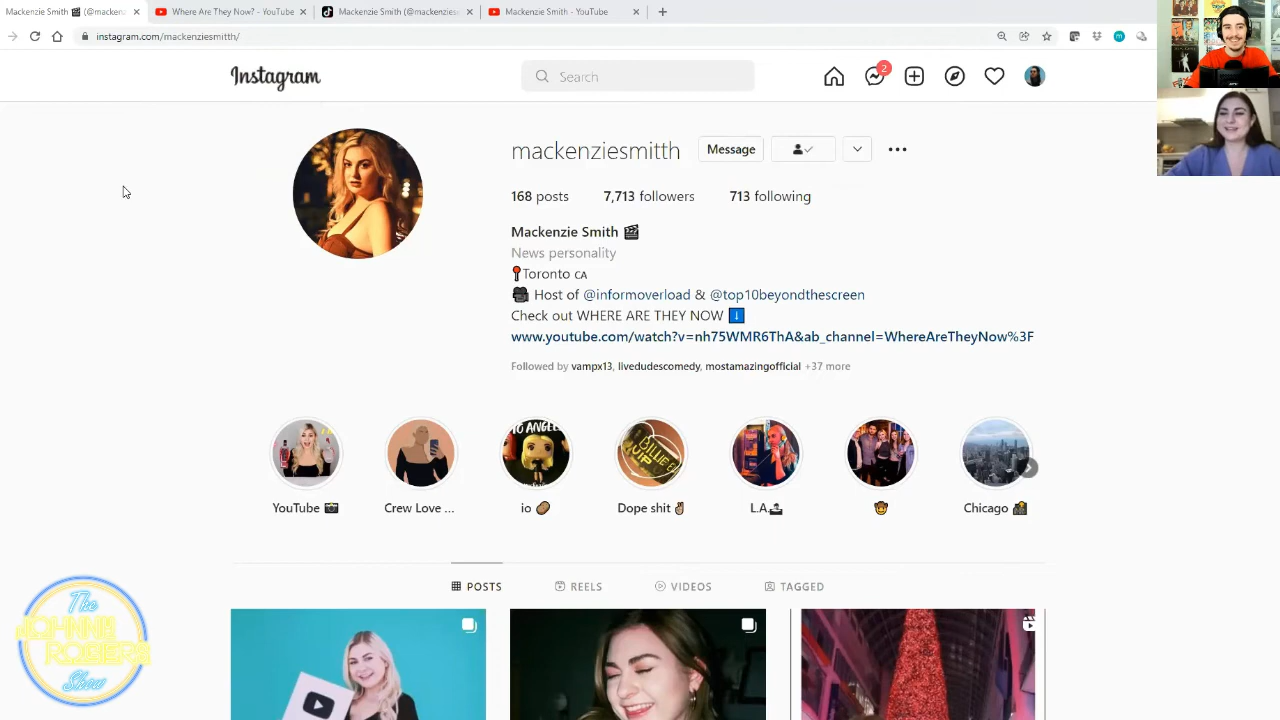 Mackenzie Smith 🎬 (@macken
Where Are They Now? - YouTube
Mackenzie Smith (@mackenzies
Mackenzie Smith - YouTube
instagram.com/mackenziesmitth/
Instagram
Search
2
mackenziesmitth
Message
168 posts 7,713 followers 713 following
Mackenzie Smith 🎬
News personality
📍Toronto CA
🎥 Host of @informoverload & @top10beyondthescreen
Check out WHERE ARE THEY NOW ⬇️
www.youtube.com/watch?v=nh75WMR6ThA&ab_channel=WhereAreTheyNow%3F
Followed by vampx13, livedudescomedy, mostamazingofficial +37 more
YouTube 📸
Crew Love ...
io 🥔
Dope shit ✌🏼
L.A.
🤠
Chicago
POSTS
REELS
VIDEOS
TAGGED
The
JOHNNIE
ROGERS
Show